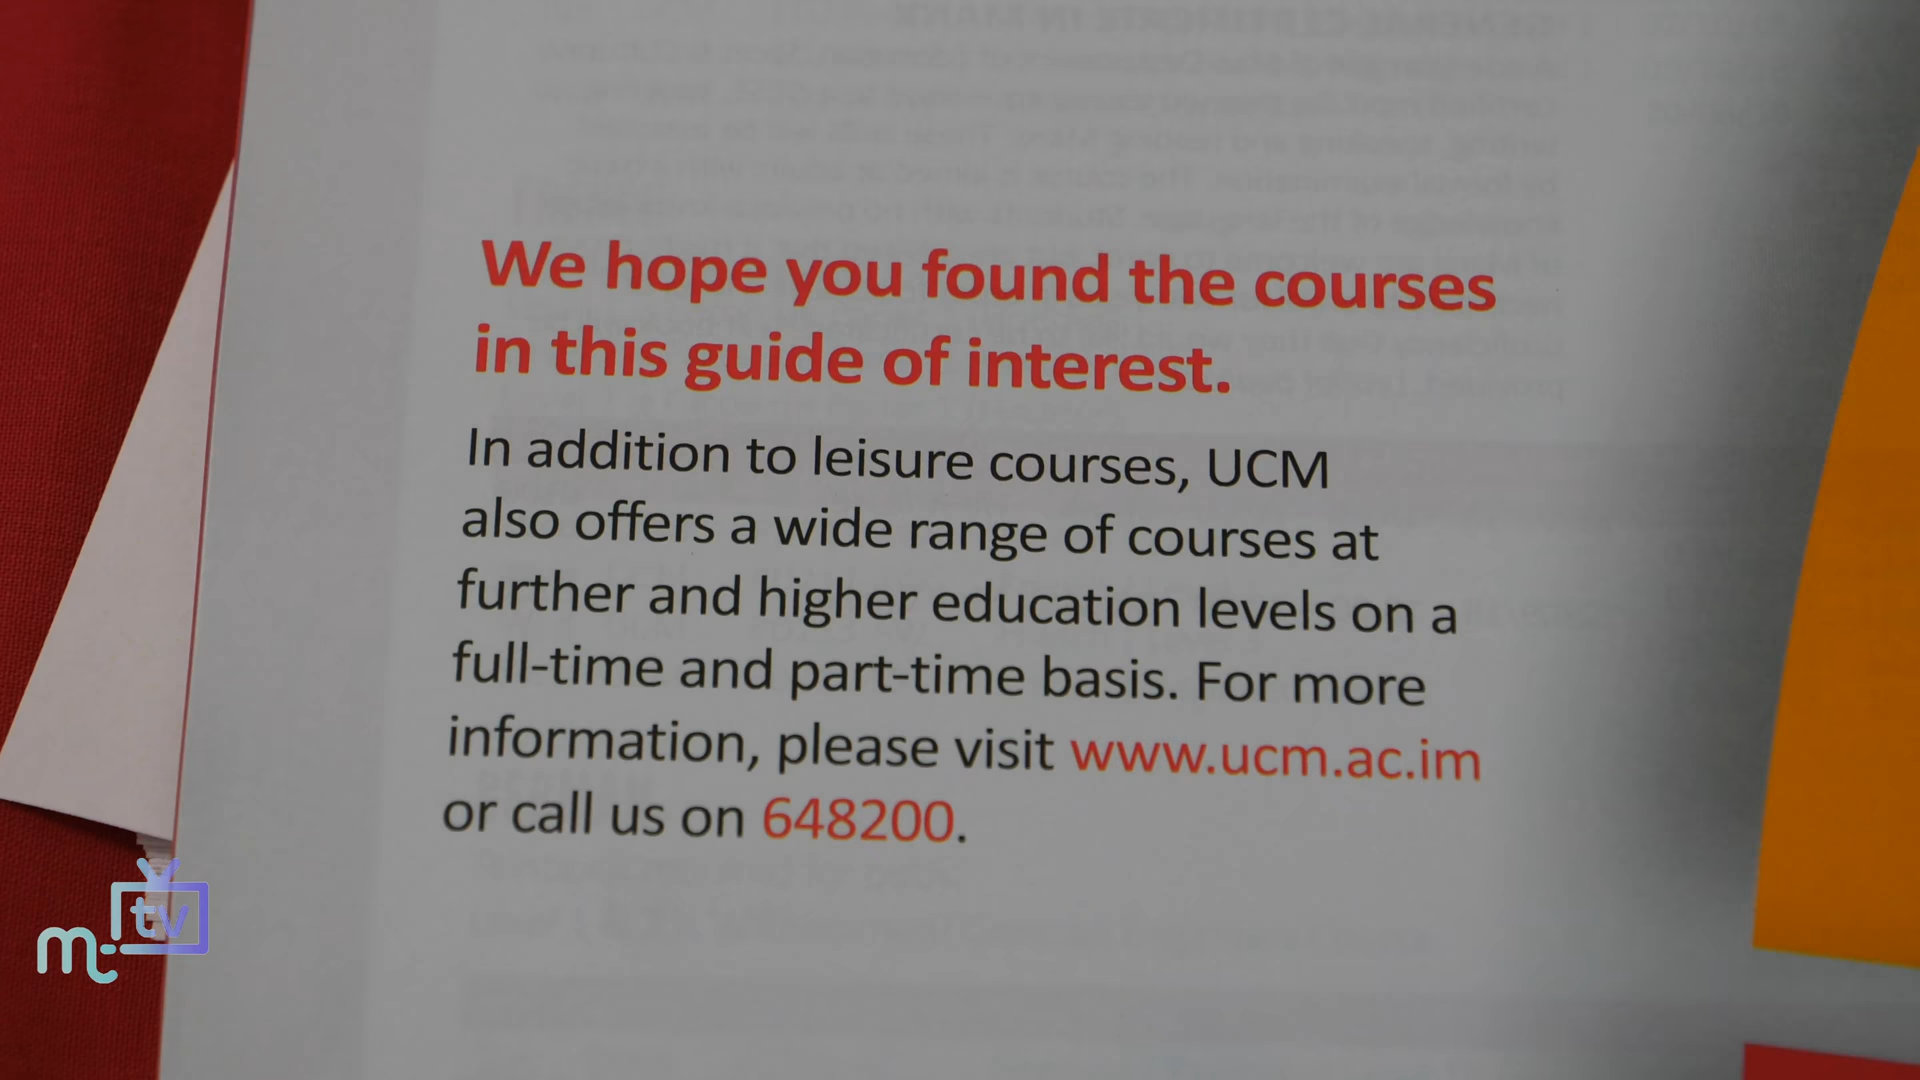 We hope you found the courses
in this guide of interest.
In addition to leisure courses, UCM
also offers a wide range of courses at
further and higher education levels on a
full-time and part-time basis. For more
information, please visit www.ucm.ac.im
or call us on 648200.
m tv